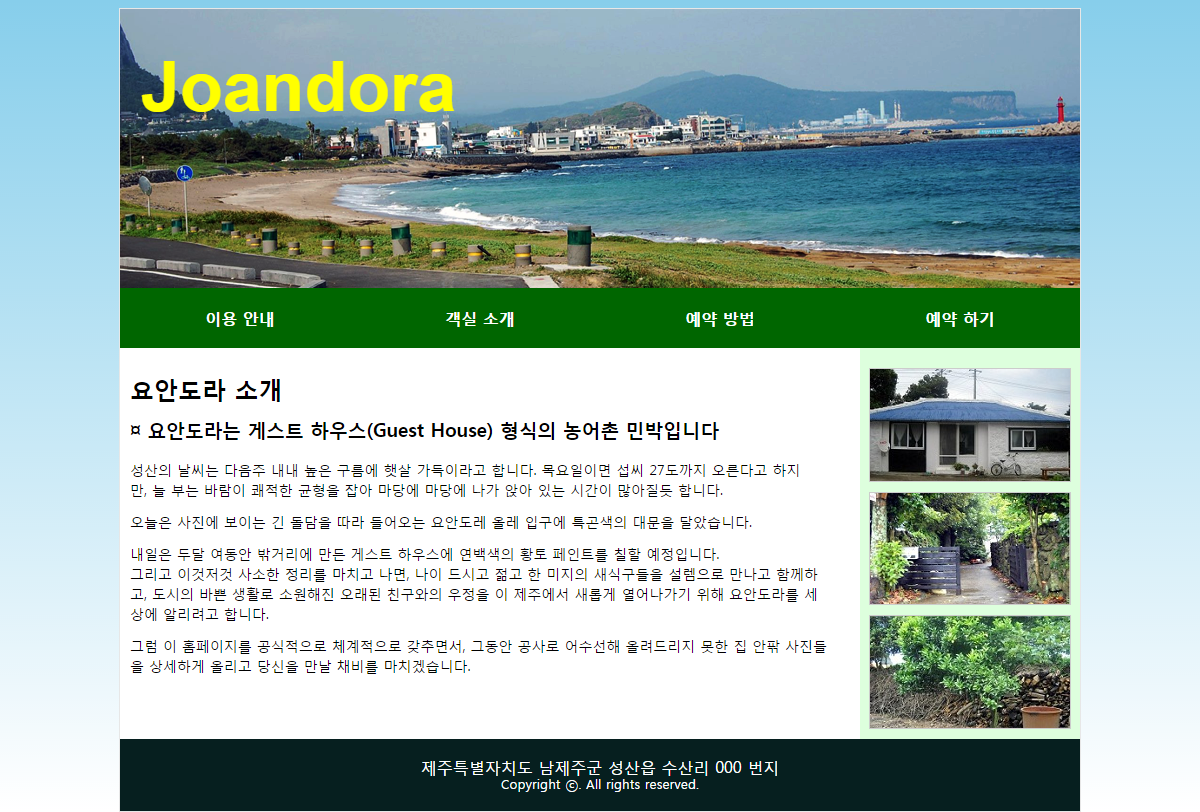 Joandora
이용 안내 객실 소개 예약 방법 예약 하기
요안도라 소개
¤ 요안도라는 게스트 하우스(Guest House) 형식의 농어촌 민박입니다
성산의 날씨는 다음주 내내 높은 구름에 햇살 가득이라고 합니다. 목요일이면 섭씨 27도까지 오른다고 하지
만, 늘 부는 바람이 쾌적한 균형을 잡아 마당에 마당에 나가 앉아 있는 시간이 많아질듯 합니다.
오늘은 사진에 보이는 긴 돌담을 따라 들어오는 요안도레 올레 입구에 특곤색의 대문을 달았습니다.
내일은 두달 여동안 밖거리에 만든 게스트 하우스에 연백색의 황토 페인트를 칠할 예정입니다.
그리고 이것저것 사소한 정리를 마치고 나면, 나이 드시고 젊고 한 미지의 새식구들을 설렘으로 만나고 함께하
고, 도시의 바쁜 생활로 소원해진 오래된 친구와의 우정을 이 제주에서 새롭게 열어나가기 위해 요안도라를 세
상에 알리려고 합니다.
그럼 이 홈페이지를 공식적으로 체계적으로 갖추면서, 그동안 공사로 어수선해 올려드리지 못한 집 안팎 사진들
을 상세하게 올리고 당신을 만날 채비를 마치겠습니다.
제주특별자치도 남제주군 성산읍 수산리 000 번지
Copyright ⓒ. All rights reserved.